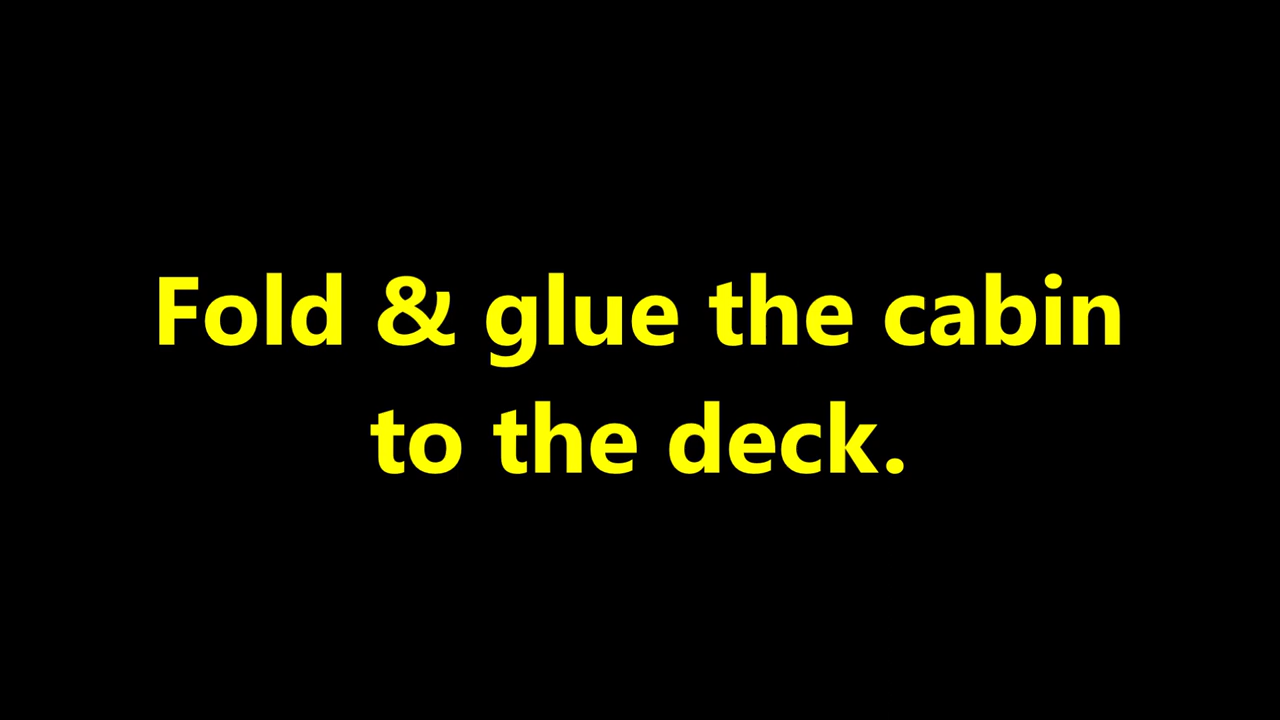 Fold & glue the cabin
to the deck.